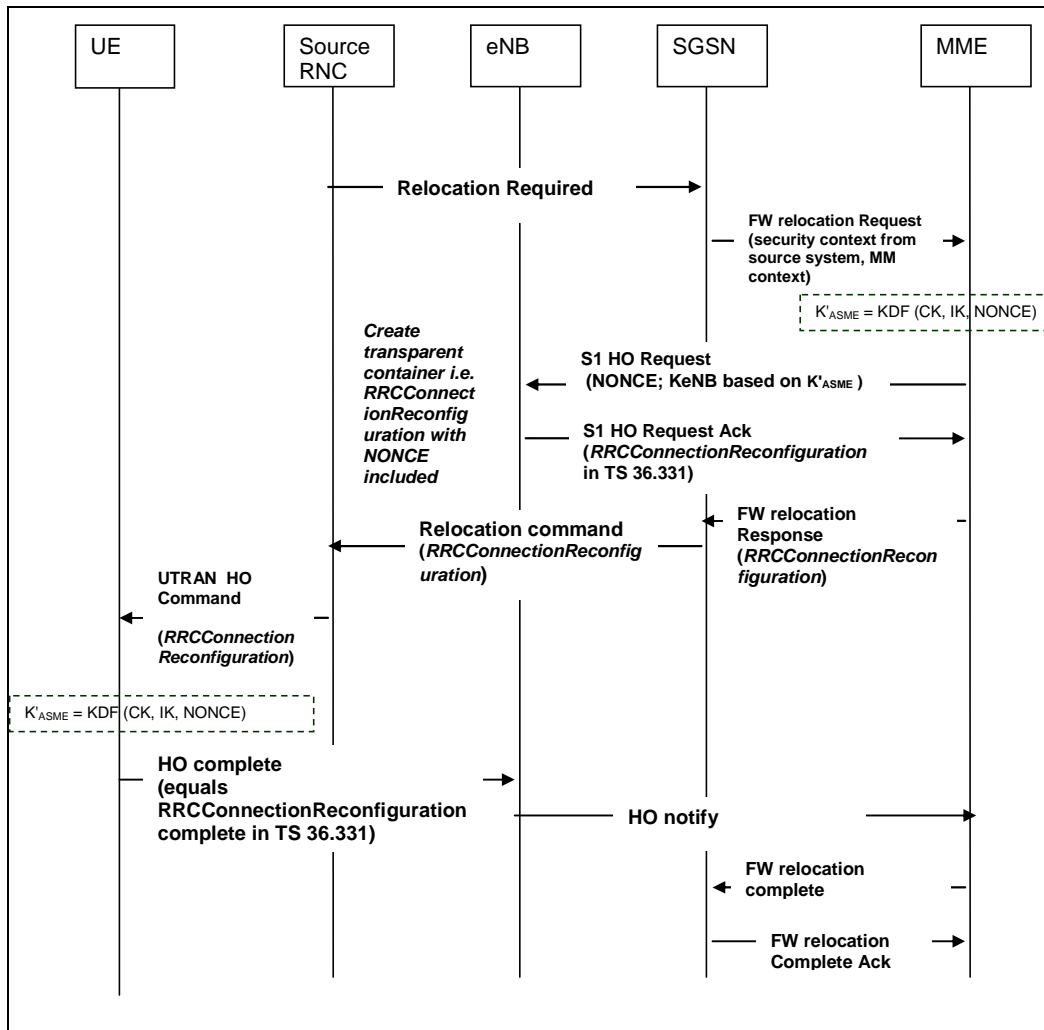 UE
Source
RNC
eNB
SGSN
MME
Relocation Required
FW relocation Request
(security context from
source system, MM
context)
K'ASME = KDF (CK, IK, NONCE)
Create
transparent
container i.e.
RRCConnect
ionReconfig
uration with
NONCE
included
S1 HO Request
(NONCE; KeNB based on K'ASME )
S1 HO Request Ack
(RRCConnectionReconfiguration
in TS 36.331)
FW relocation
Response
(RRCConnectionRecon
figuration)
Relocation command
(RRCConnectionReconfig
uration)
UTRAN HO
Command
(RRCConnection
Reconfiguration)
K'ASME = KDF (CK, IK, NONCE)
HO complete
(equals
RRCConnectionReconfiguration
complete in TS 36.331)
HO notify
FW relocation
complete
FW relocation
Complete Ack